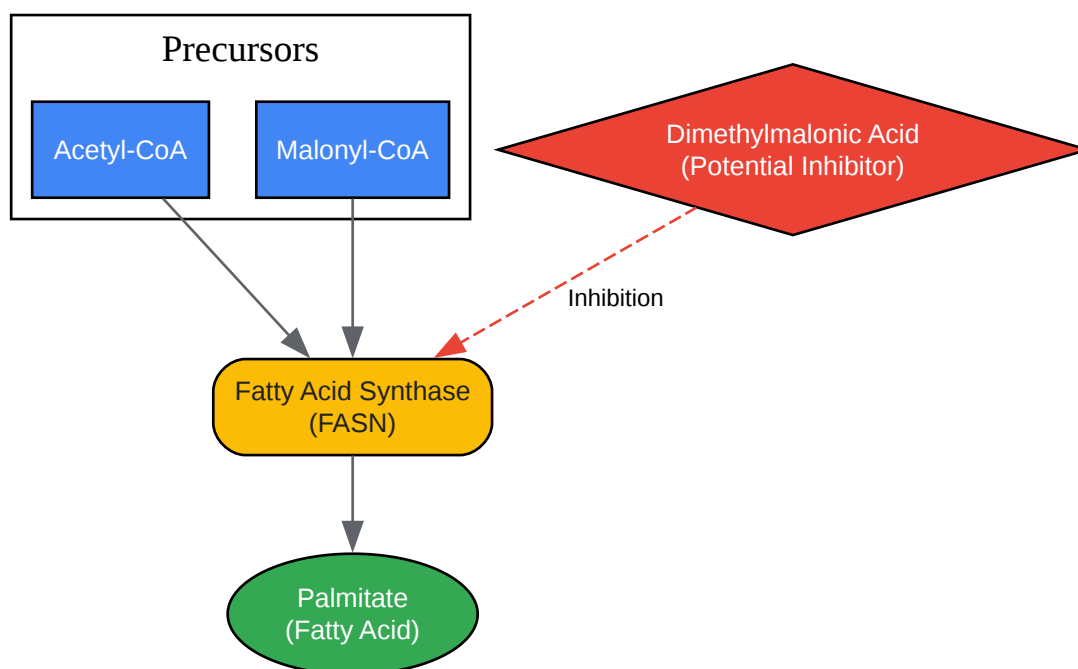 Precursors
Acetyl-CoA
Malonyl-CoA
Dimethylmalonic Acid
(Potential Inhibitor)
Inhibition
Fatty Acid Synthase
(FASN)
Palmitate
(Fatty Acid)